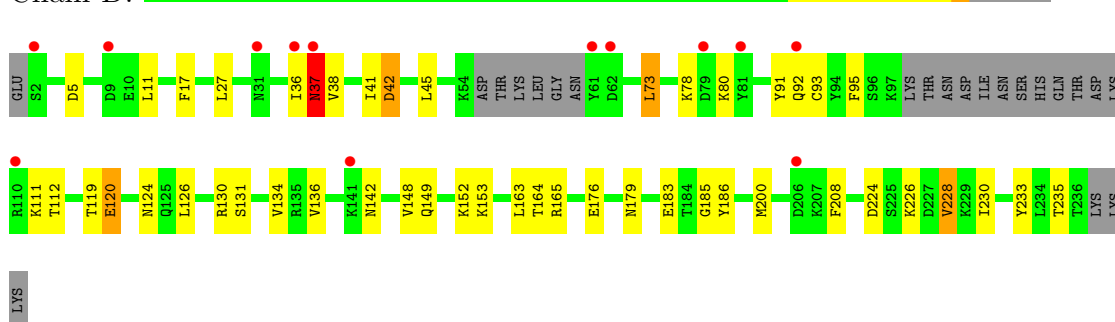 GLU S2 D5 D9 E10 L11 F17 L27 N31 I36 N37 V38 I41 D42 L45 K54 ASP THR LYS LEU GLY ASN Y61 D62 L73 K78 D79 K80 Y81 Y91 Q92 C93 Y94 F95 S96 K97 LYS THR ASN ASP ILE ASN SER HIS GLN THR ASP LYS
R110 K111 T112 T119 E120 N124 Q125 L126 R130 S131 V134 R135 V136 K141 N142 V148 Q149 K152 K153 L163 T164 R165 E176 N179 E183 T184 G185 Y186 M200 D206 K207 F208 D224 S225 K226 D227 V228 K229 I230 Y233 L234 T235 T236 LYS LYS
LYS